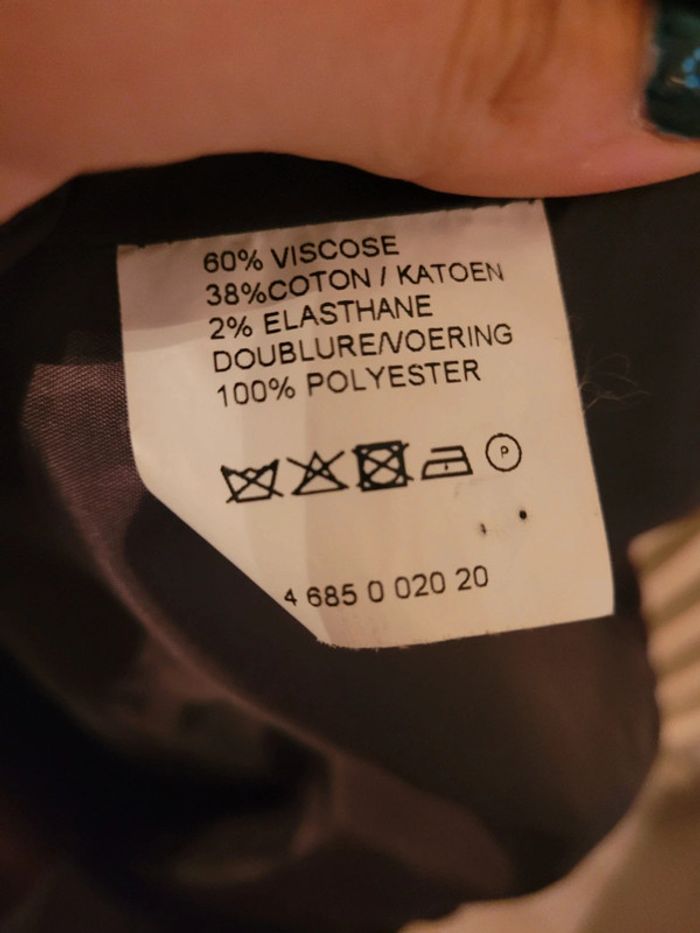 60% VISCOSE
38%COTON / KATOEN
2% ELASTHANE
DOUBLURE/VOERING
100% POLYESTER
P
4 685 0 020 20